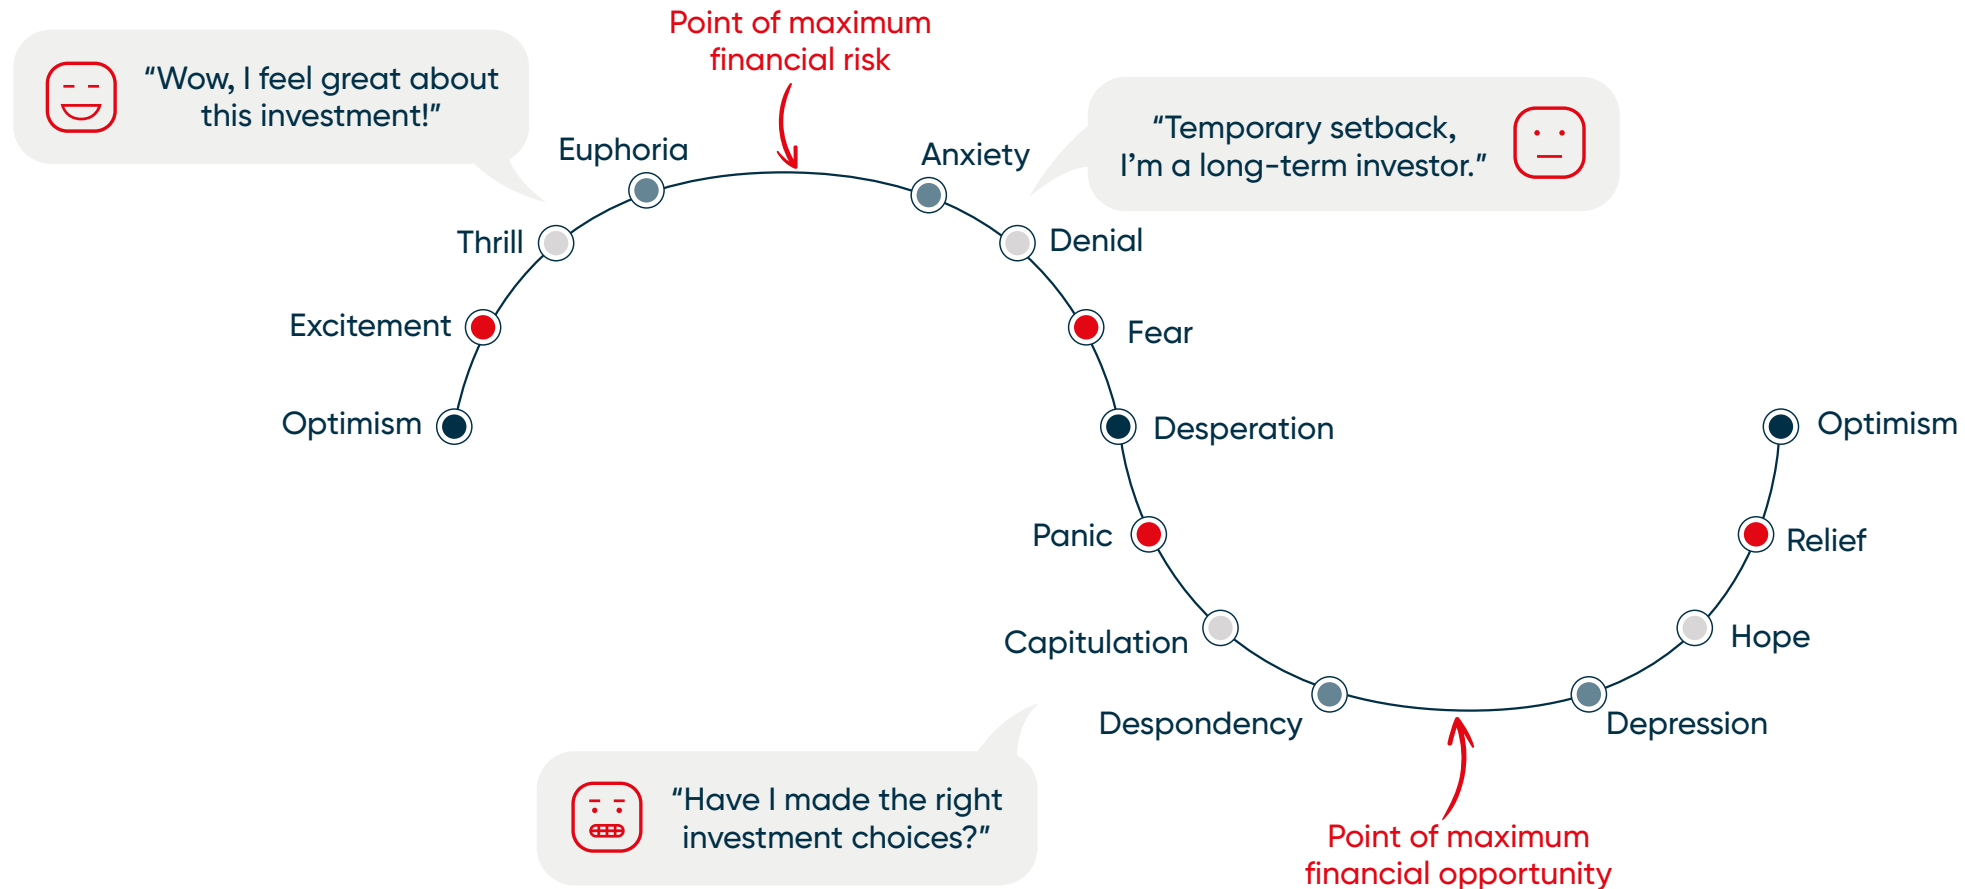 Point of maximum
financial risk
“Wow, I feel great about
this investment!”
“Temporary setback,
I’m a long-term investor.”
Euphoria
Anxiety
Thrill
Denial
Excitement
Fear
Optimism
Desperation
Optimism
Panic
Relief
Capitulation
Hope
Despondency
Depression
“Have I made the right
investment choices?”
Point of maximum
financial opportunity